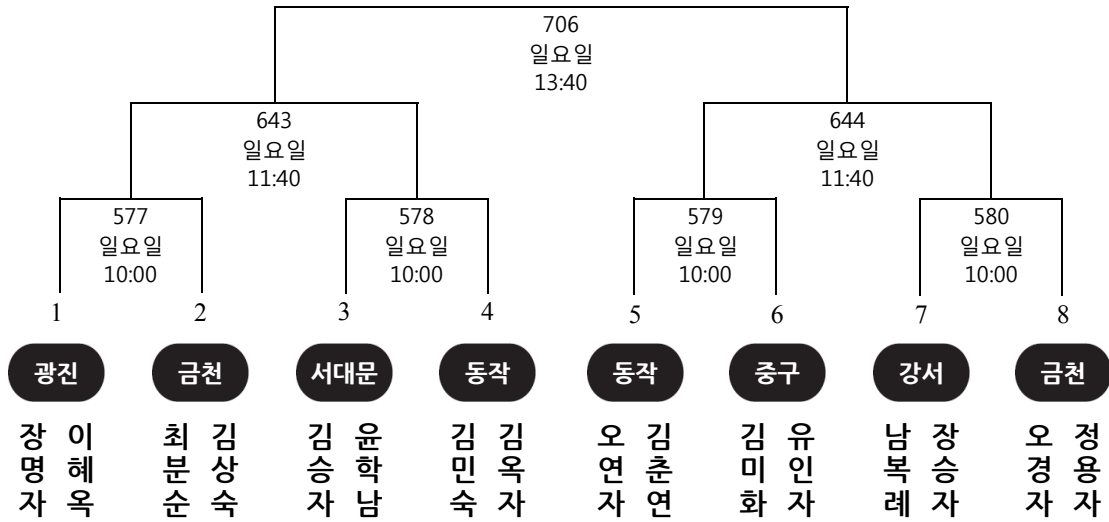 706
일요일
13:40
643
일요일
11:40
644
일요일
11:40
577
일요일
10:00
578
일요일
10:00
579
일요일
10:00
580
일요일
10:00
1 2 3 4 5 6 7 8
광진 금천 서대문 동작 동작 중구 강서 금천
장명자 이혜옥
최분순 김상숙
김승자 윤학남
김민숙 김옥자
오연자 김춘연
김미화 유인자
남복례 장승자
오경자 정용자